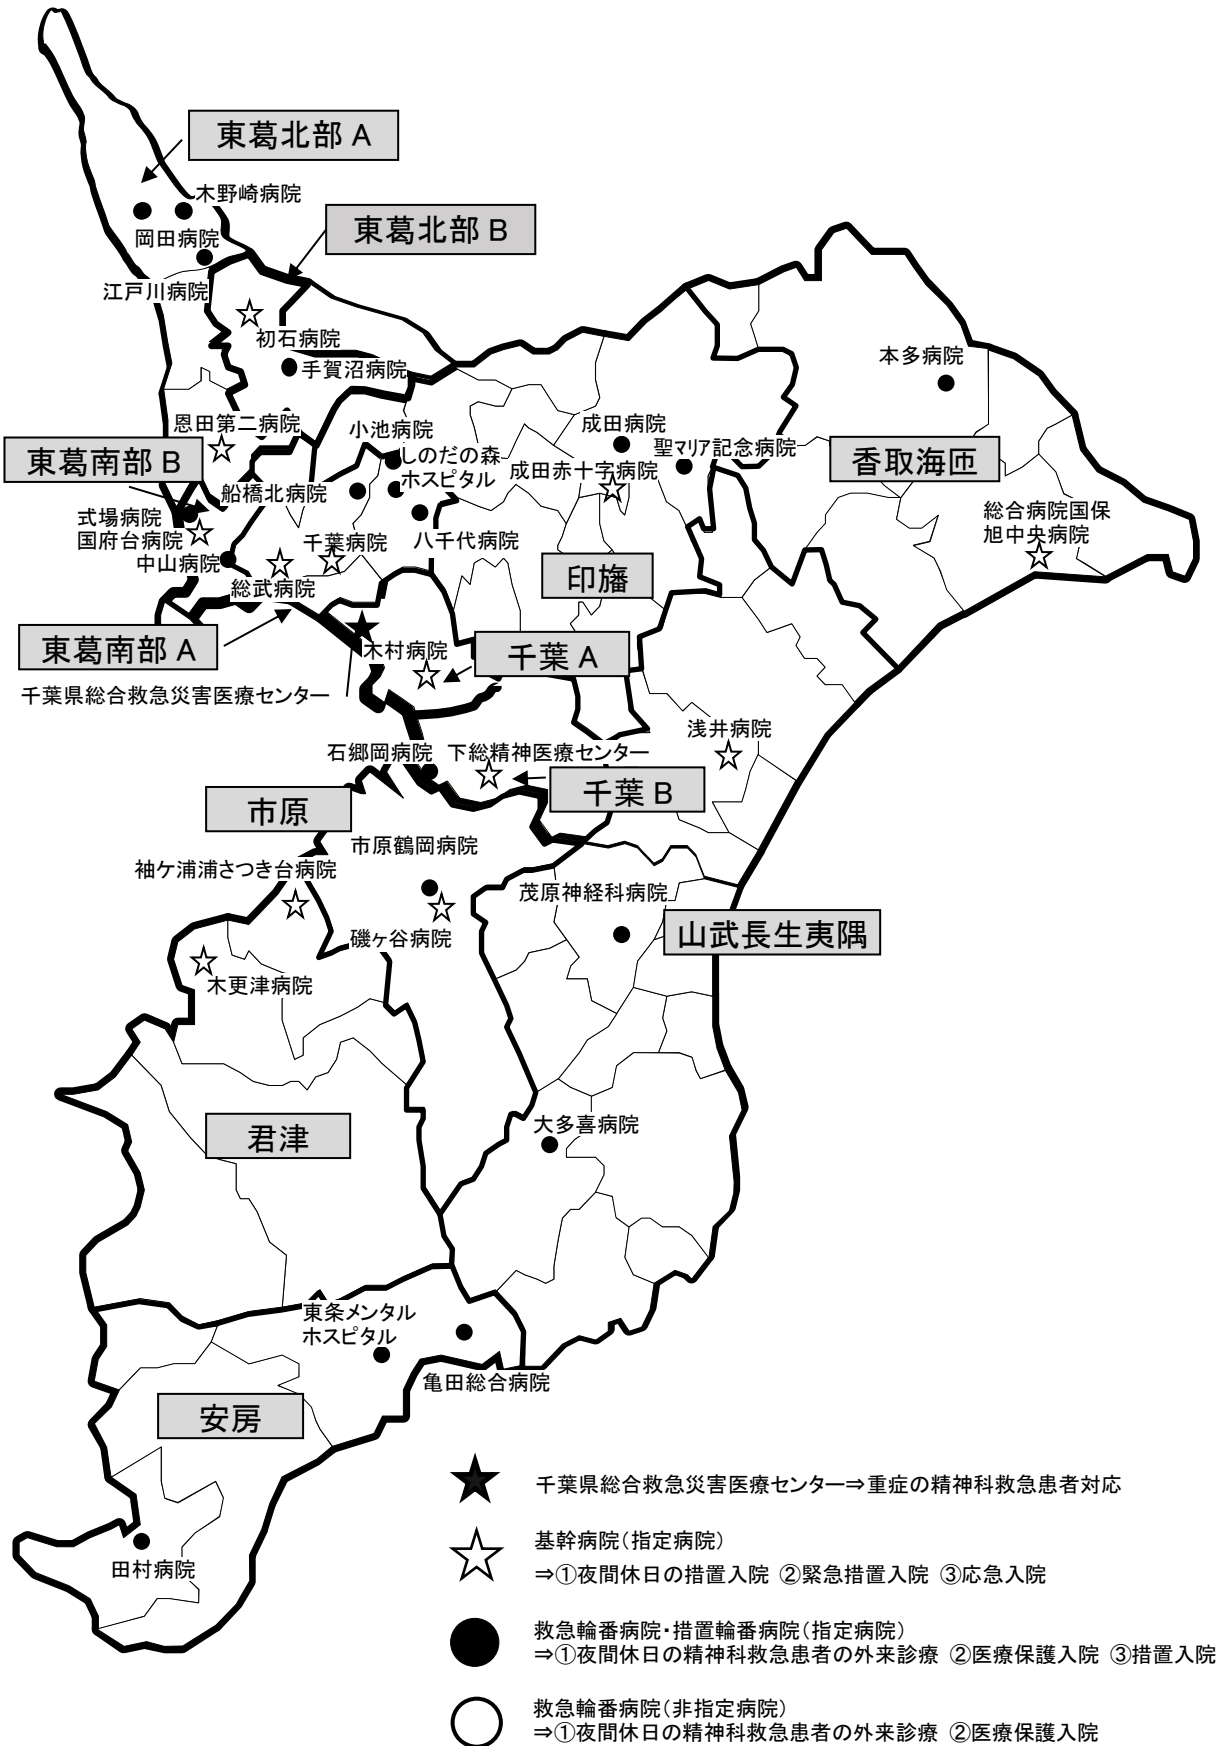 東葛北部 A
木野崎病院
東葛北部 B
岡田病院
江戸川病院
初石病院
手賀沼病院
本多病院
恩田第二病院
小池病院
成田病院
東葛南部 B
しのだの森
ホスピタル
聖マリア記念病院
香取海匝
成田赤十字病院
船橋北病院
式場病院
国府台病院
総合病院国保
旭中央病院
千葉病院
八千代病院
中山病院
印旛
総武病院
東葛南部 A
木村病院
千葉 A
千葉県総合救急災害医療センター
浅井病院
石郷岡病院
下総精神医療センター
千葉 B
市原
市原鶴岡病院
袖ケ浦浦さつき台病院
茂原神経科病院
磯ヶ谷病院
山武長生夷隅
木更津病院
大多喜病院
君津
東条メンタル
ホスピタル
亀田総合病院
安房
田村病院
千葉県総合救急災害医療センター⇒重症の精神科救急患者対応
基幹病院(指定病院)
⇒①夜間休日の措置入院 ②緊急措置入院 ③応急入院
救急輪番病院・措置輪番病院(指定病院)
⇒①夜間休日の精神科救急患者の外来診療 ②医療保護入院 ③措置入院
救急輪番病院(非指定病院)
⇒①夜間休日の精神科救急患者の外来診療 ②医療保護入院